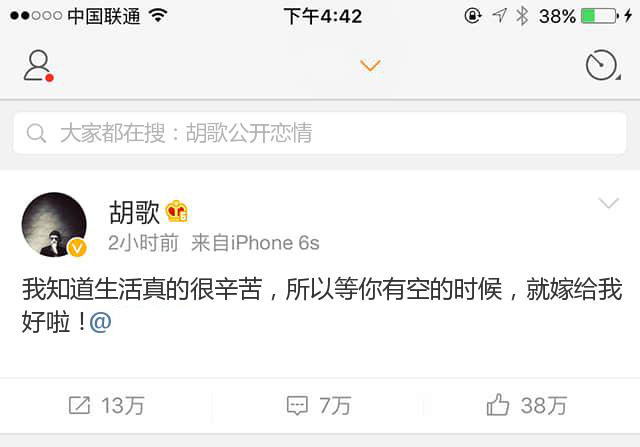 中国联通 下午4:42 38%
大家都在搜：胡歌公开恋情
胡歌
2小时前 来自iPhone 6s
我知道生活真的很辛苦，所以等你有空的时候，就嫁给我
好啦！@
13万 7万 38万